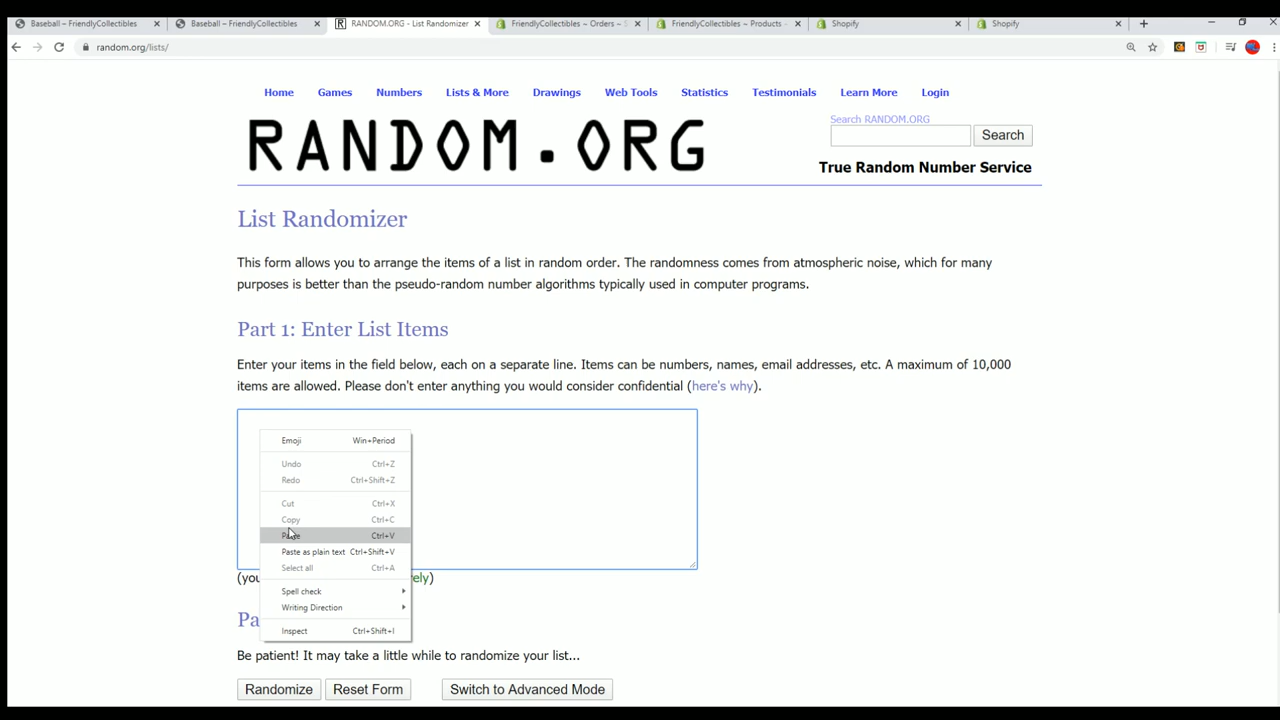 Baseball – FriendlyCollectibles
Baseball – FriendlyCollectibles
RANDOM.ORG - List Randomizer
FriendlyCollectibles ~ Orders ~ S
FriendlyCollectibles ~ Products ~
Shopify
Shopify
random.org/lists/
Home Games Numbers Lists & More Drawings Web Tools Statistics Testimonials Learn More Login
RANDOM.ORG
Search RANDOM.ORG
Search
True Random Number Service
List Randomizer
This form allows you to arrange the items of a list in random order. The randomness comes from atmospheric noise, which for many
purposes is better than the pseudo-random number algorithms typically used in computer programs.
Part 1: Enter List Items
Enter your items in the field below, each on a separate line. Items can be numbers, names, email addresses, etc. A maximum of 10,000
items are allowed. Please don't enter anything you would consider confidential (here's why).
Emoji Win+Period
Undo Ctrl+Z
Redo Ctrl+Shift+Z
Cut Ctrl+X
Copy Ctrl+C
Paste Ctrl+V
Paste as plain text Ctrl+Shift+V
Select all Ctrl+A
Spell check
Writing Direction
Inspect Ctrl+Shift+I
(you rely)
Pa
Be patient! It may take a little while to randomize your list...
Randomize Reset Form Switch to Advanced Mode